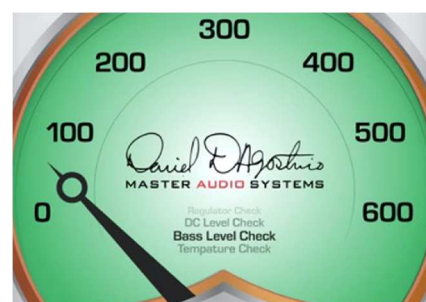 300
200
400
100
500
Daniel D'Agostino
MASTER AUDIO SYSTEMS
0
600
Regulator Check
DC Level Check
Bass Level Check
Tempature Check